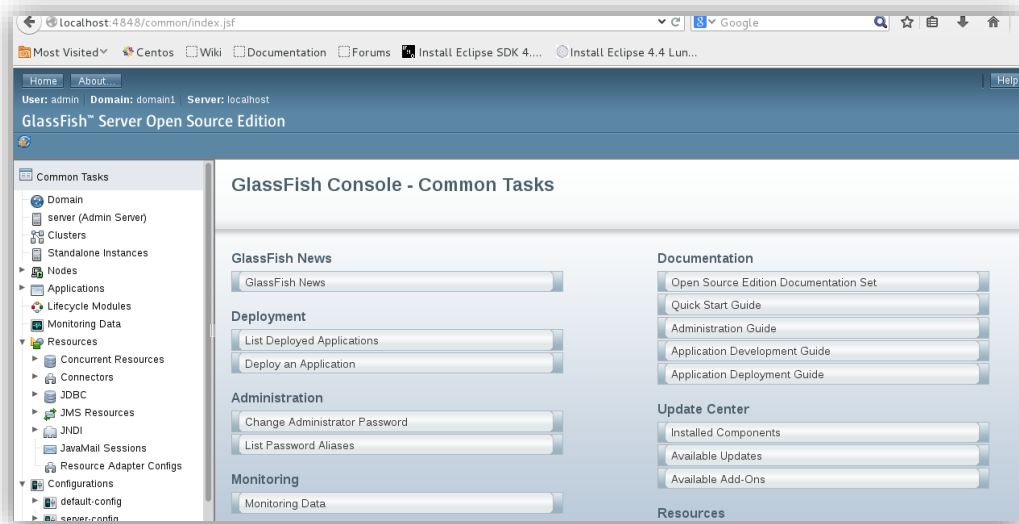 localhost:4848/common/index.jsf
Google
Most Visited
Centos
Wiki
Documentation
Forums
Install Eclipse SDK 4....
Install Eclipse 4.4 Lun...
Home
About...
Help
User: admin Domain: domain1 Server: localhost
GlassFish™ Server Open Source Edition
Common Tasks
Domain
server (Admin Server)
Clusters
Standalone Instances
Nodes
Applications
Lifecycle Modules
Monitoring Data
Resources
Concurrent Resources
Connectors
JDBC
JMS Resources
JNDI
JavaMail Sessions
Resource Adapter Configs
Configurations
default-config
server-config
GlassFish Console - Common Tasks
GlassFish News
GlassFish News
Deployment
List Deployed Applications
Deploy an Application
Administration
Change Administrator Password
List Password Aliases
Monitoring
Monitoring Data
Documentation
Open Source Edition Documentation Set
Quick Start Guide
Administration Guide
Application Development Guide
Application Deployment Guide
Update Center
Installed Components
Available Updates
Available Add-Ons
Resources